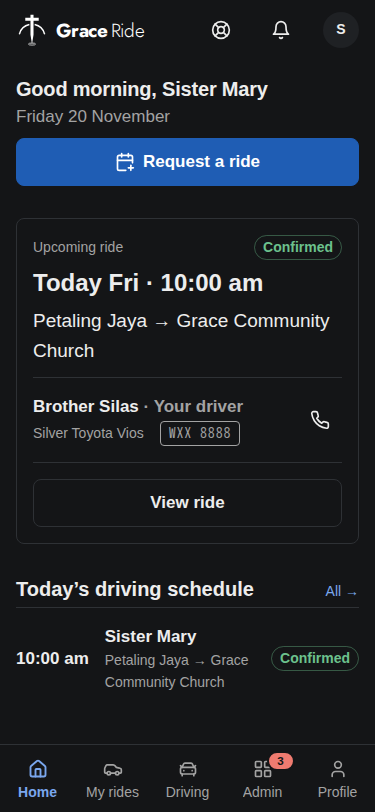 Grace Ride
S
Good morning, Sister Mary
Friday 20 November
Request a ride
Upcoming ride
Confirmed
Today Fri · 10:00 am
Petaling Jaya → Grace Community
Church
Brother Silas · Your driver
Silver Toyota Vios
WXX 8888
View ride
Today’s driving schedule
All →
10:00 am
Sister Mary
Petaling Jaya → Grace
Community Church
Confirmed
3
Home
My rides
Driving
Admin
Profile